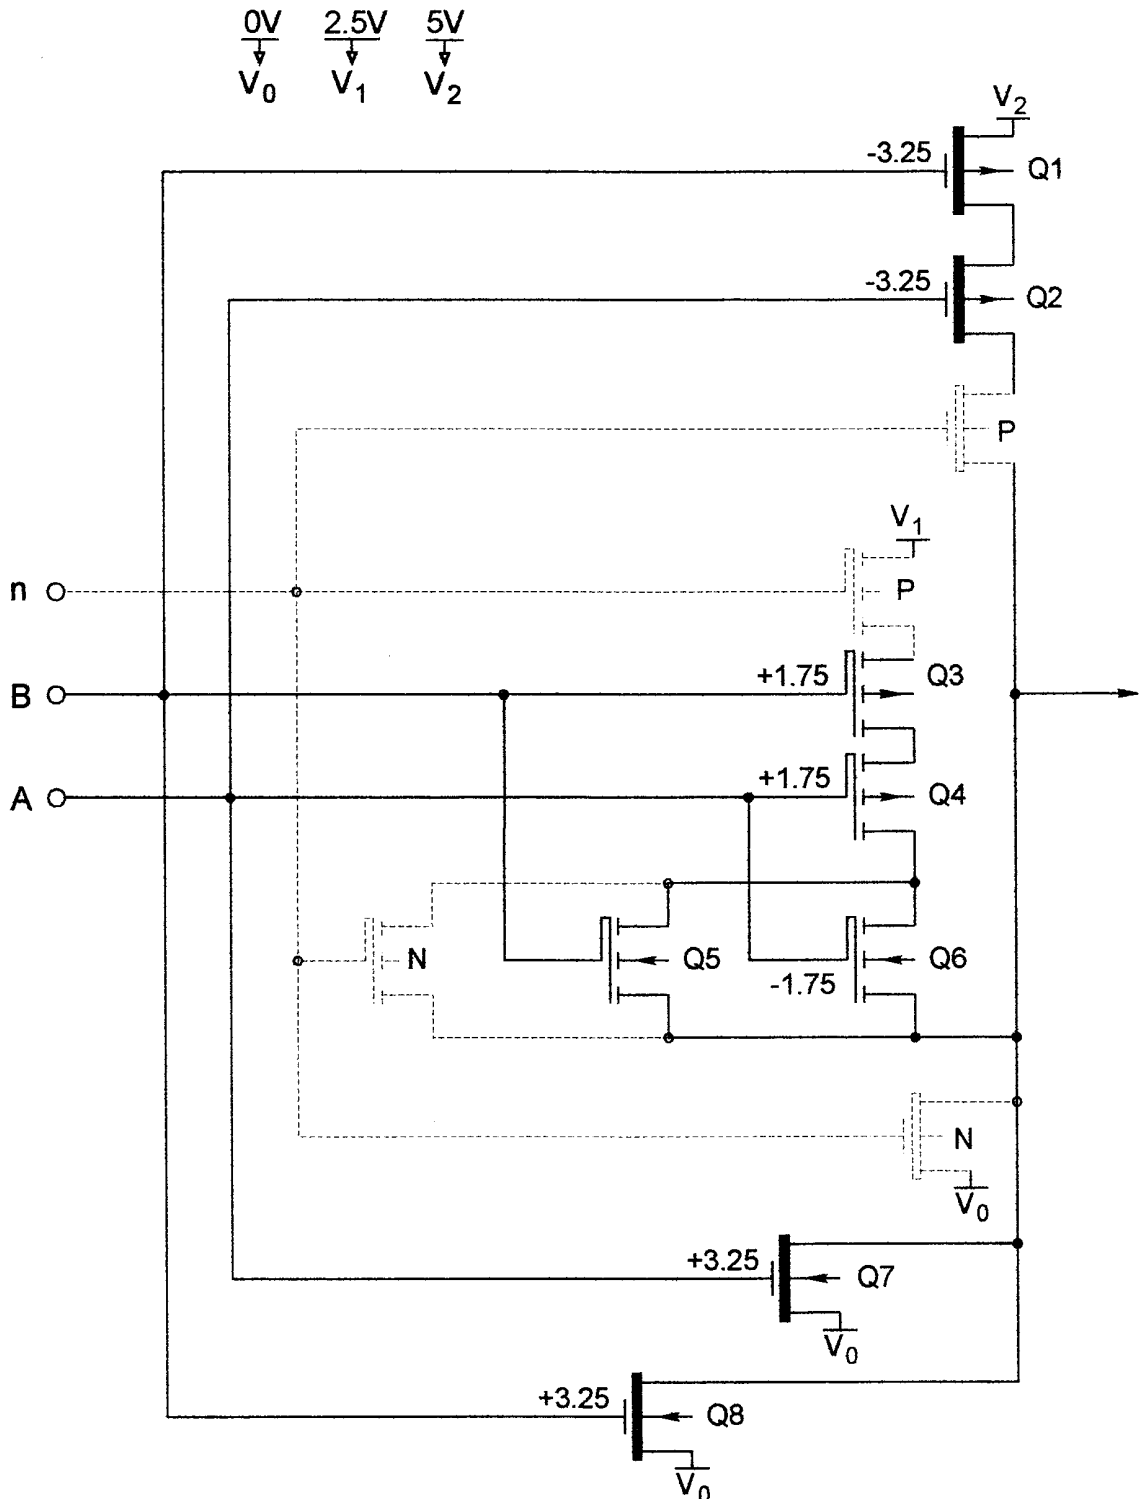 0V 2.5V 5V
V0 V1 V2
V2
-3.25 Q1
-3.25 Q2
P
V1
n P
B +1.75 Q3
A +1.75 Q4
N Q5 Q6
-1.75
N
V0
+3.25 Q7
V0
+3.25 Q8
V0